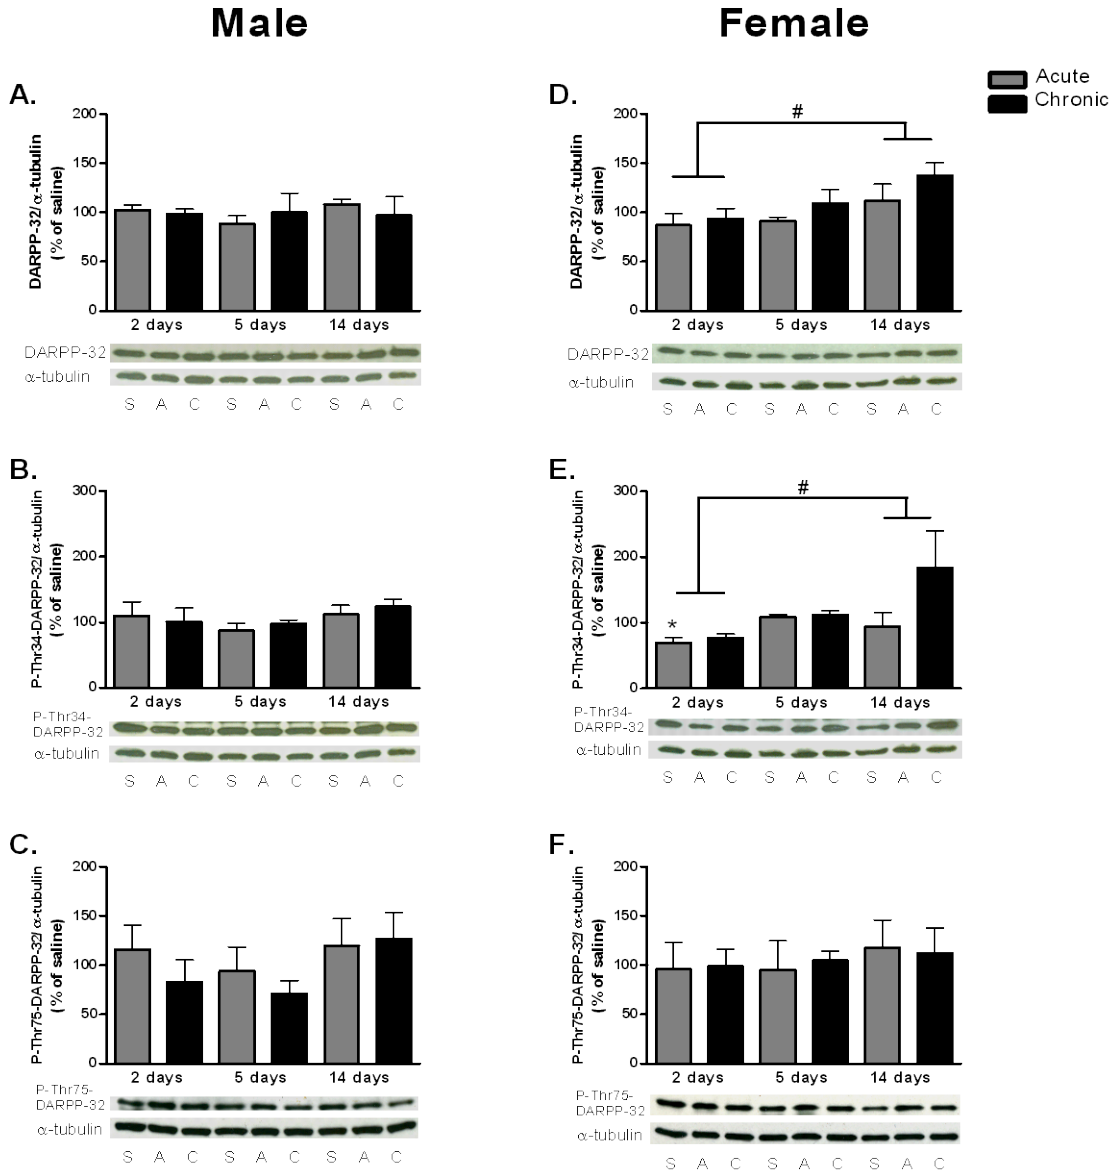 Male
Female
Acute
Chronic
A.
DARPP-32/α-tubulin
(% of saline)
200
150
100
50
0
2 days 5 days 14 days
DARPP-32
α-tubulin
S A C S A C S A C
D.
DARPP-32/α-tubulin
(% of saline)
200
150
100
50
0
#
2 days 5 days 14 days
DARPP-32
α-tubulin
S A C S A C S A C
B.
P-Thr34-DARPP-32/α-tubulin
(% of saline)
300
200
100
0
2 days 5 days 14 days
P-Thr34-
DARPP-32
α-tubulin
S A C S A C S A C
E.
P-Thr34-DARPP-32/α-tubulin
(% of saline)
300
200
100
0
#
*
2 days 5 days 14 days
P-Thr34-
DARPP-32
α-tubulin
S A C S A C S A C
C.
P-Thr75-DARPP-32/α-tubulin
(% of saline)
200
150
100
50
0
2 days 5 days 14 days
P-Thr75-
DARPP-32
α-tubulin
S A C S A C S A C
F.
P-Thr75-DARPP-32/α-tubulin
(% of saline)
200
150
100
50
0
2 days 5 days 14 days
P-Thr75-
DARPP-32
α-tubulin
S A C S A C S A C